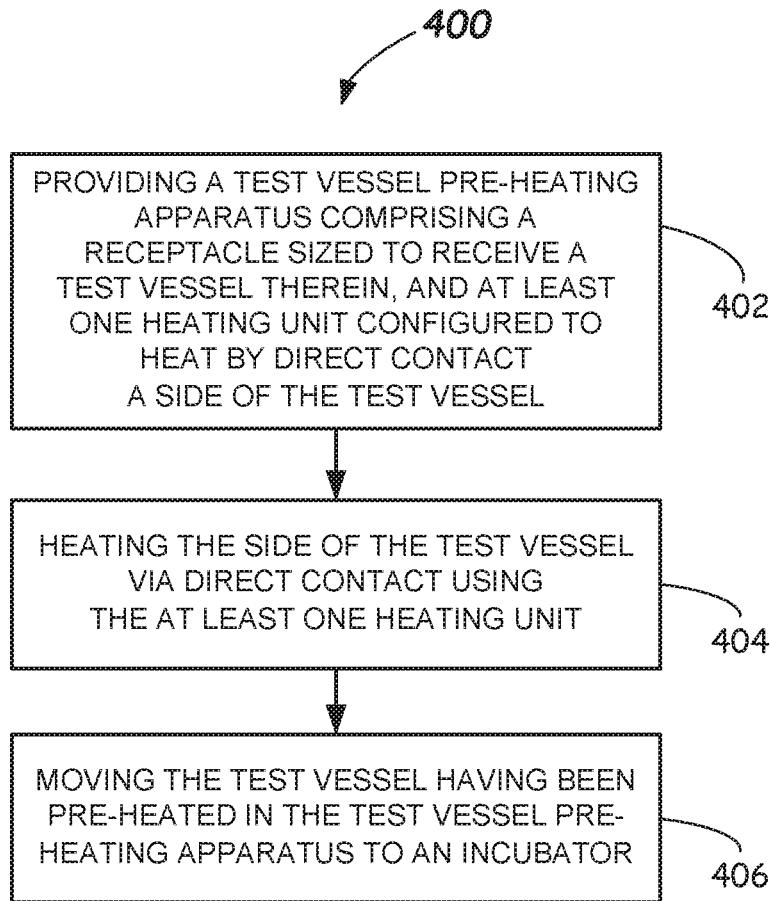 400
PROVIDING A TEST VESSEL PRE-HEATING
APPARATUS COMPRISING A
RECEPTACLE SIZED TO RECEIVE A
TEST VESSEL THEREIN, AND AT LEAST
ONE HEATING UNIT CONFIGURED TO
HEAT BY DIRECT CONTACT
A SIDE OF THE TEST VESSEL
402
HEATING THE SIDE OF THE TEST VESSEL
VIA DIRECT CONTACT USING
THE AT LEAST ONE HEATING UNIT
404
MOVING THE TEST VESSEL HAVING BEEN
PRE-HEATED IN THE TEST VESSEL PRE-
HEATING APPARATUS TO AN INCUBATOR
406